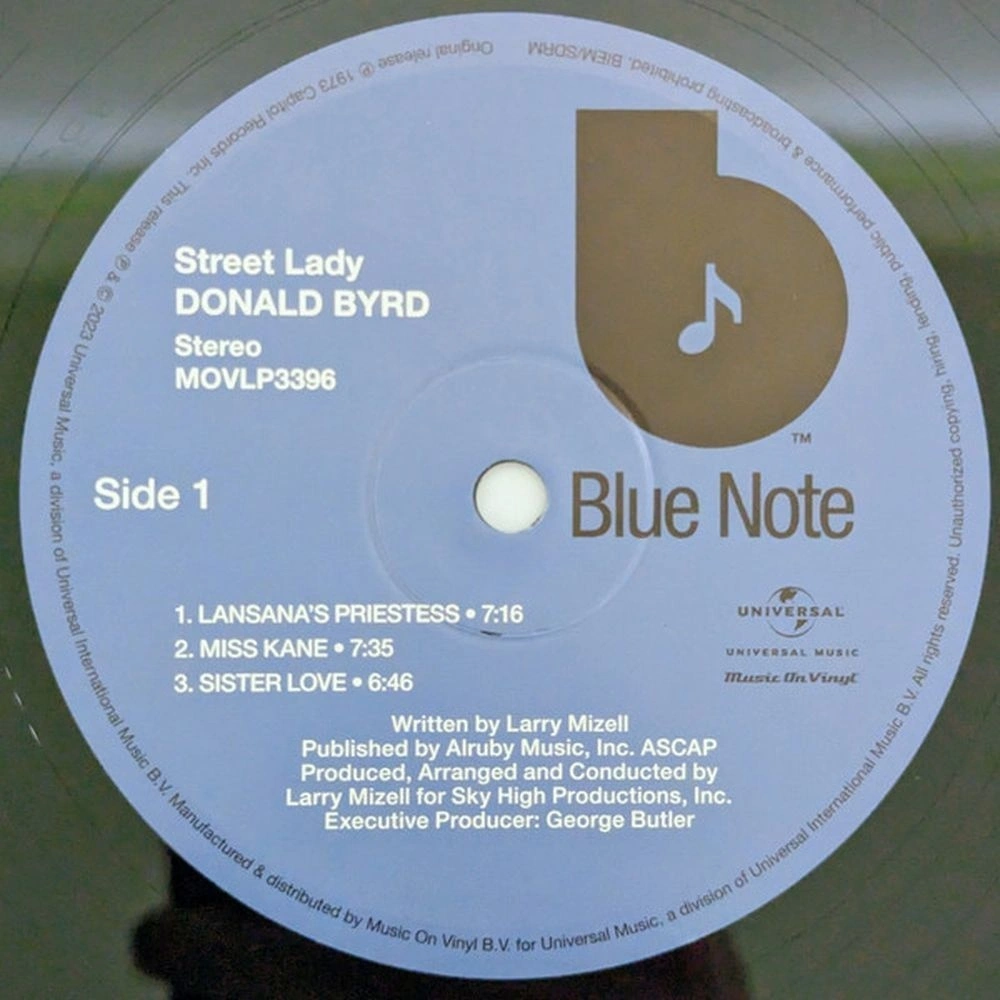 Street Lady
DONALD BYRD
Stereo
MOVLP3396
Side 1
TM
Blue Note
1. LANSANA'S PRIESTESS • 7:16
2. MISS KANE • 7:35
3. SISTER LOVE • 6:46
UNIVERSAL
UNIVERSAL MUSIC
Music On Vinyl
Written by Larry Mizell
Published by Alruby Music, Inc. ASCAP
Produced, Arranged and Conducted by
Larry Mizell for Sky High Productions, Inc.
Executive Producer: George Butler
Original release ℗ 1973 Capitol Records Inc. This release ℗ & © 2023 Universal Music, a division of Universal International Music B.V. Manufactured & distributed by Music On Vinyl B.V. for Universal Music, a division of Universal International Music B.V. All rights reserved. Unauthorized copying, hiring, lending, public performance & broadcasting prohibited. BIEM/SDRM